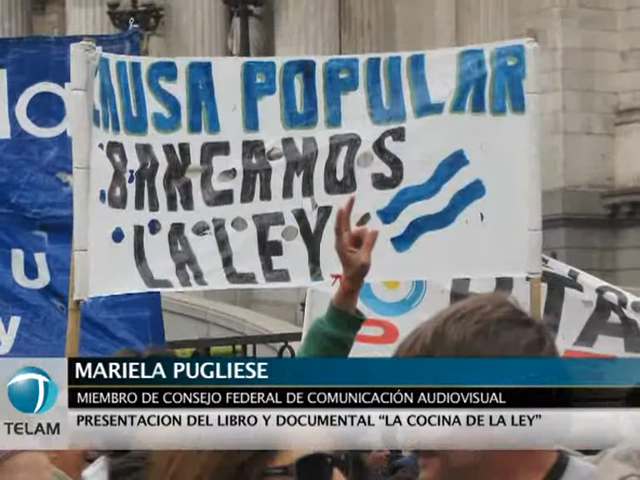 CAUSA POPULAR
BANCAMOS
LA LEY
MARIELA PUGLIESE
MIEMBRO DE CONSEJO FEDERAL DE COMUNICACIÓN AUDIOVISUAL
PRESENTACION DEL LIBRO Y DOCUMENTAL “LA COCINA DE LA LEY”
TELAM